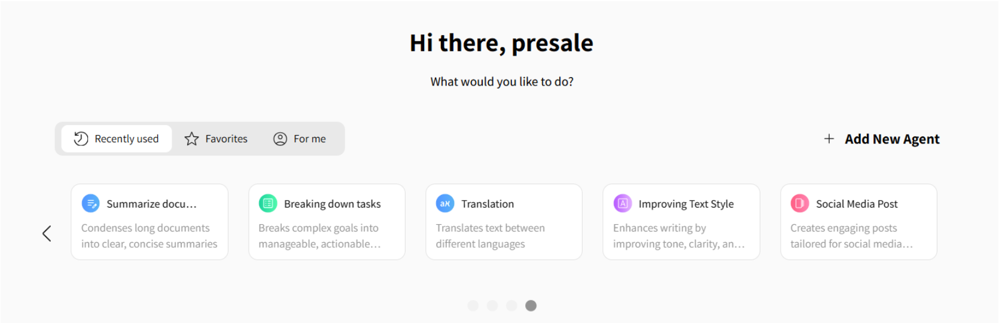 Hi there, presale
What would you like to do?
Recently used
Favorites
For me
+ Add New Agent
Summarize docu...
Condenses long documents
into clear, concise summaries
Breaking down tasks
Breaks complex goals into
manageable, actionable...
Translation
Translates text between
different languages
Improving Text Style
Enhances writing by
improving tone, clarity, an...
Social Media Post
Creates engaging posts
tailored for social media...